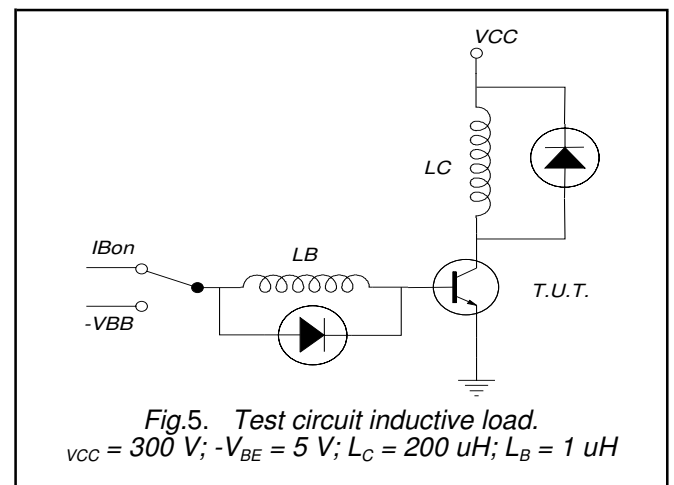 VCC
LC
IBon
LB
-VBB
T.U.T.
Fig.5. Test circuit inductive load.
VCC = 300 V; -VBE = 5 V; LC = 200 uH; LB = 1 uH